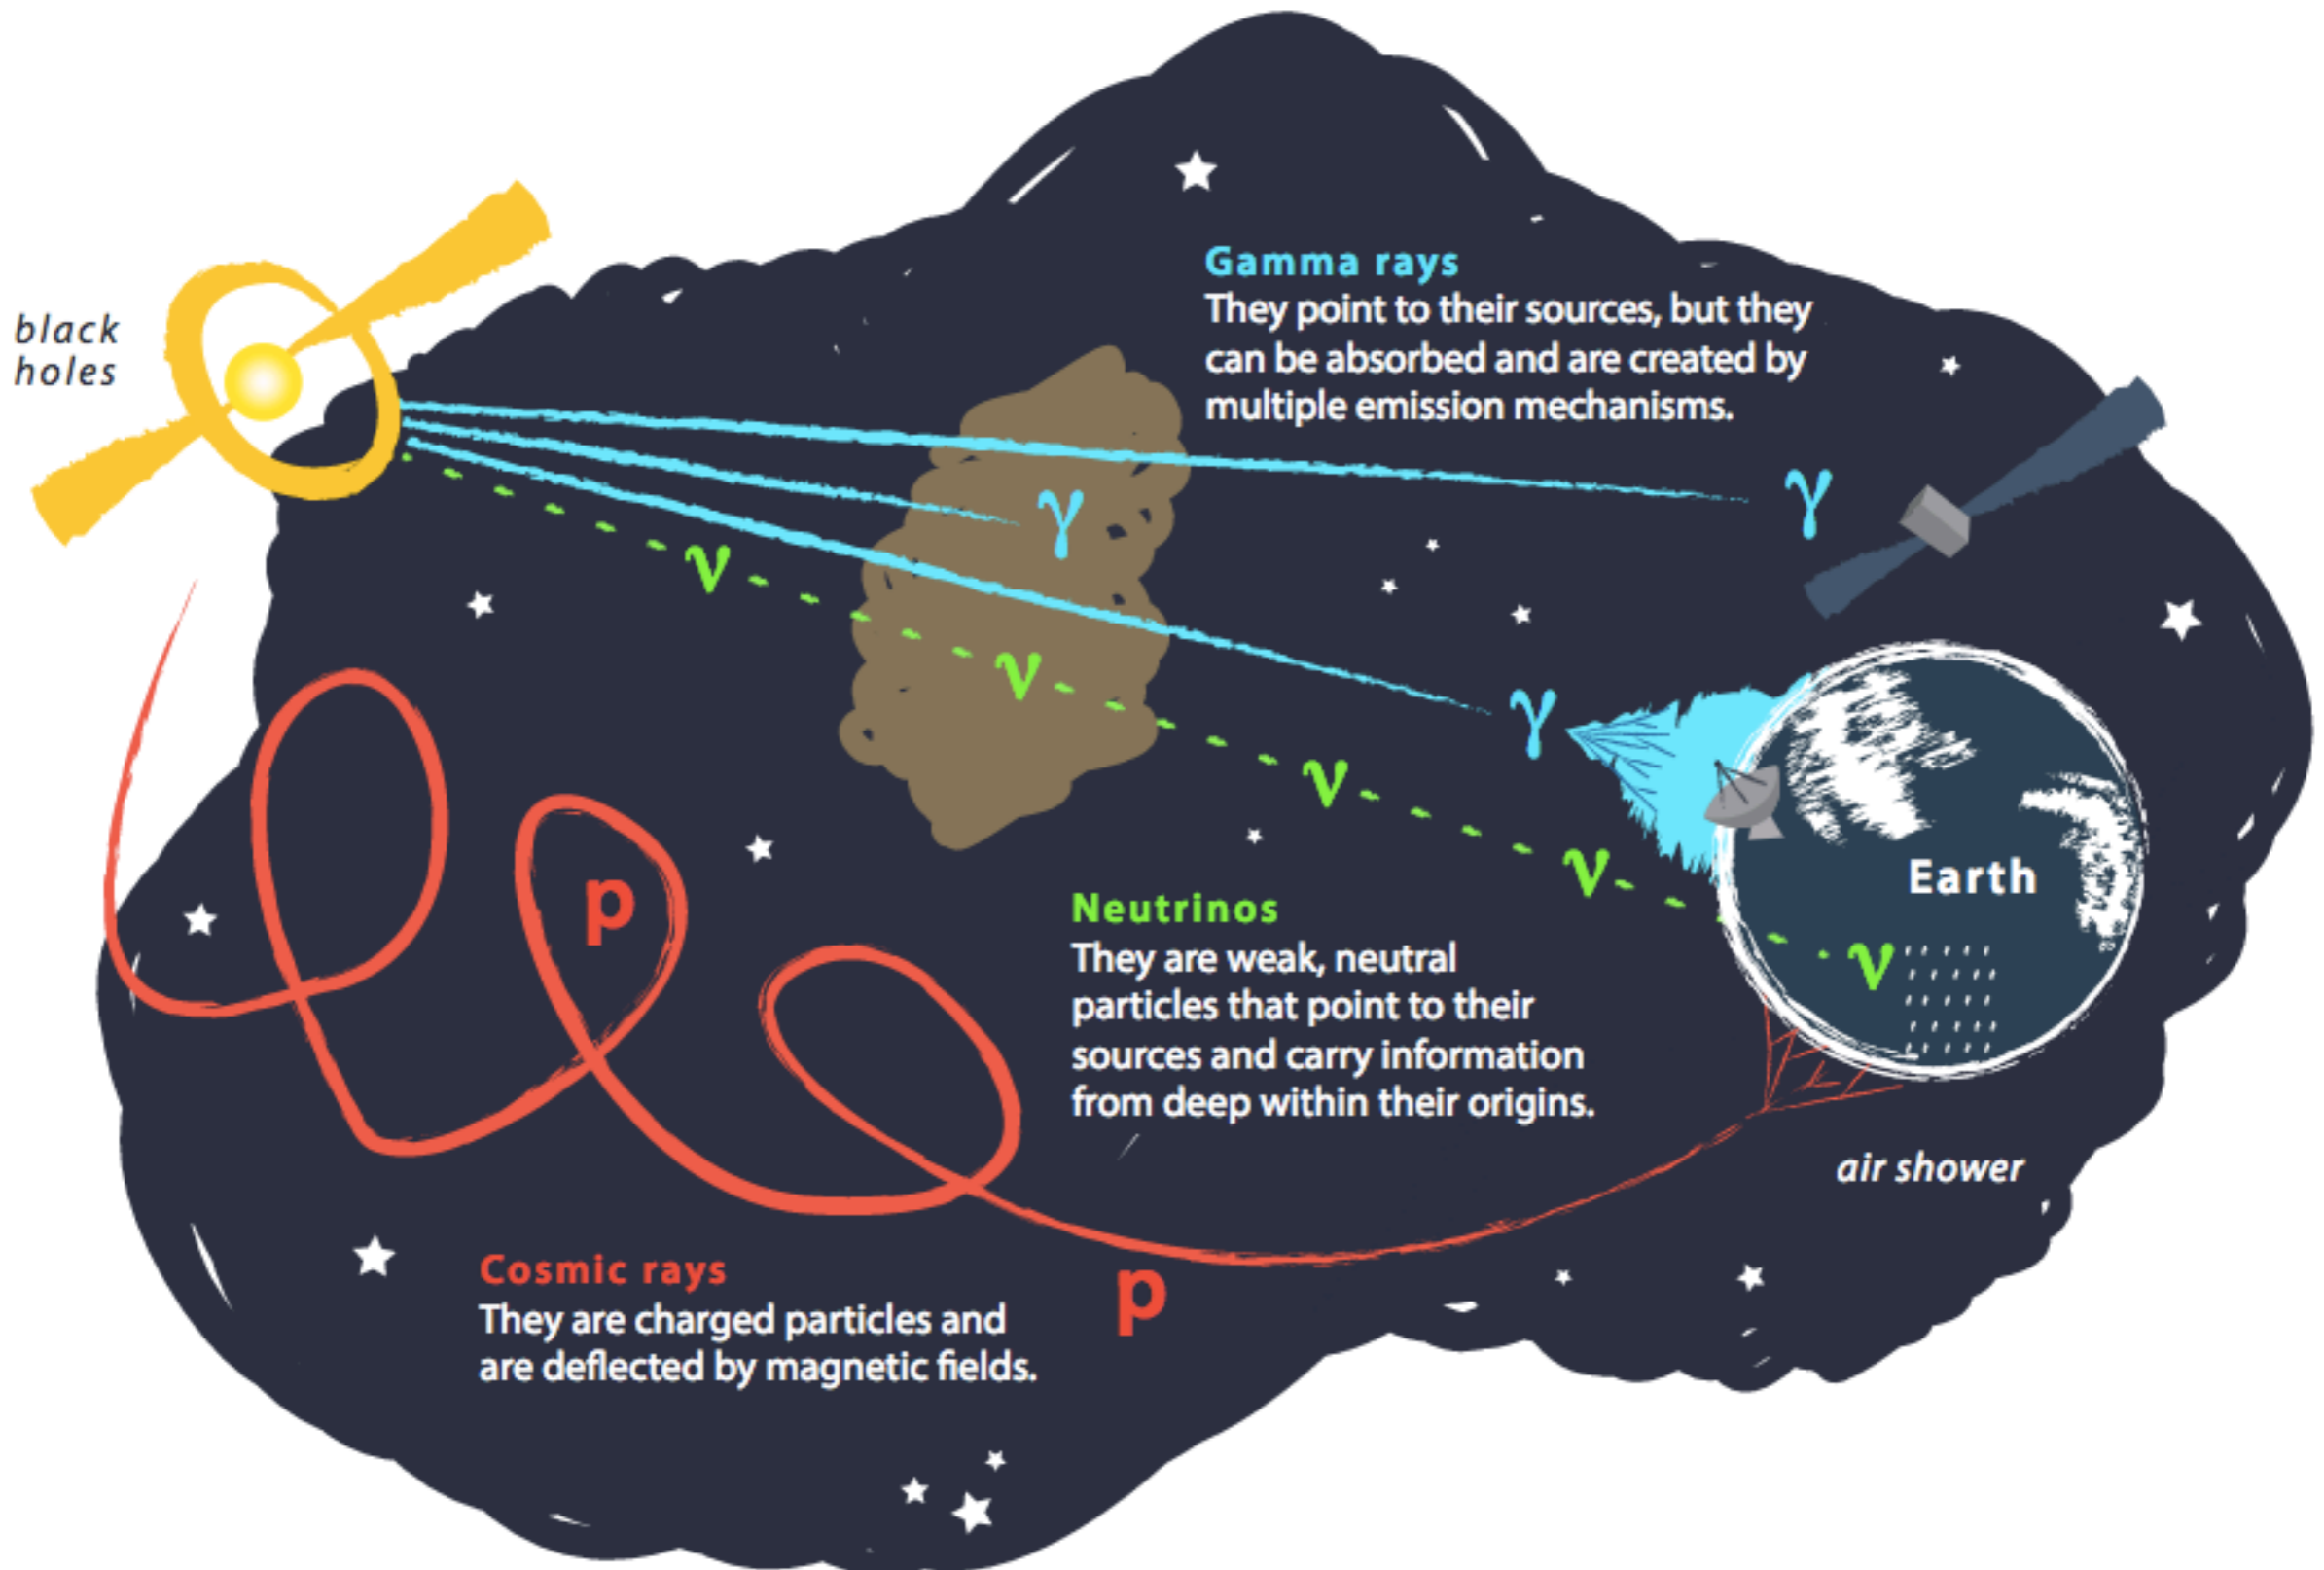 black
holes
Gamma rays
They point to their sources, but they
can be absorbed and are created by
multiple emission mechanisms.
γ
γ
ν
ν
γ
ν
ν
Earth
ν
p
Neutrinos
They are weak, neutral
particles that point to their
sources and carry information
from deep within their origins.
air shower
Cosmic rays
They are charged particles and
are deflected by magnetic fields.
p